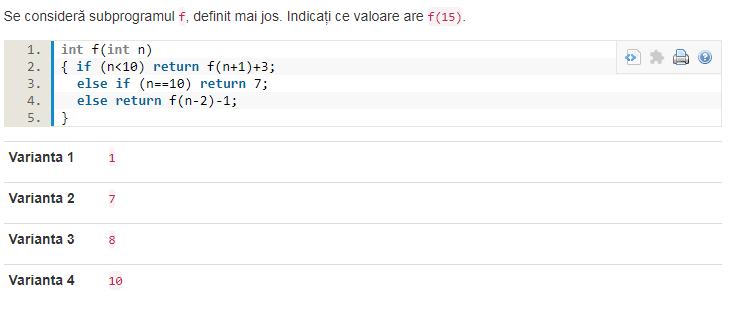 Se consideră subprogramul f, definit mai jos. Indicați ce valoare are f(15).
1. int f(int n)
2. { if (n<10) return f(n+1)+3;
3. else if (n==10) return 7;
4. else return f(n-2)-1;
5. }
Varianta 1 1
Varianta 2 7
Varianta 3 8
Varianta 4 10